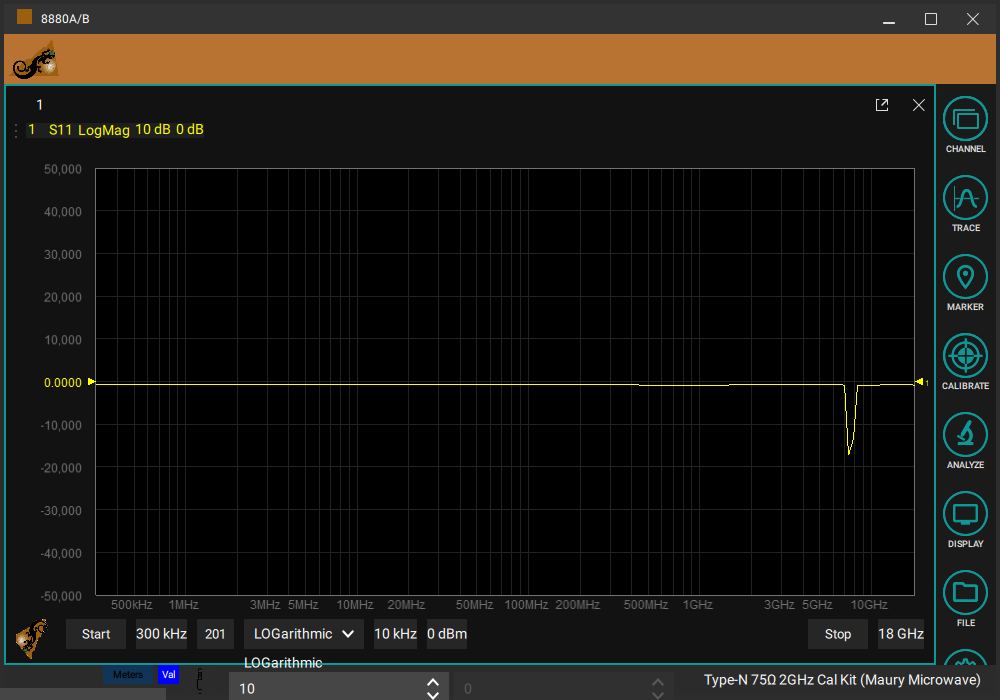 8880A/B
1
1 S11 LogMag 10 dB 0 dB
50,000
40,000
30,000
20,000
10,000
0.0000
-10,000
-20,000
-30,000
-40,000
-50,000
1
500kHz 1MHz 3MHz 5MHz 10MHz 20MHz 50MHz 100MHz 200MHz 500MHz 1GHz 3GHz 5GHz 10GHz
Start 300 kHz 201 LOGarithmic 10 kHz 0 dBm Stop 18 GHz
LOGarithmic
Meters Val
10 0
Type-N 75Ω 2GHz Cal Kit (Maury Microwave)
CHANNEL
TRACE
MARKER
CALIBRATE
ANALYZE
DISPLAY
FILE